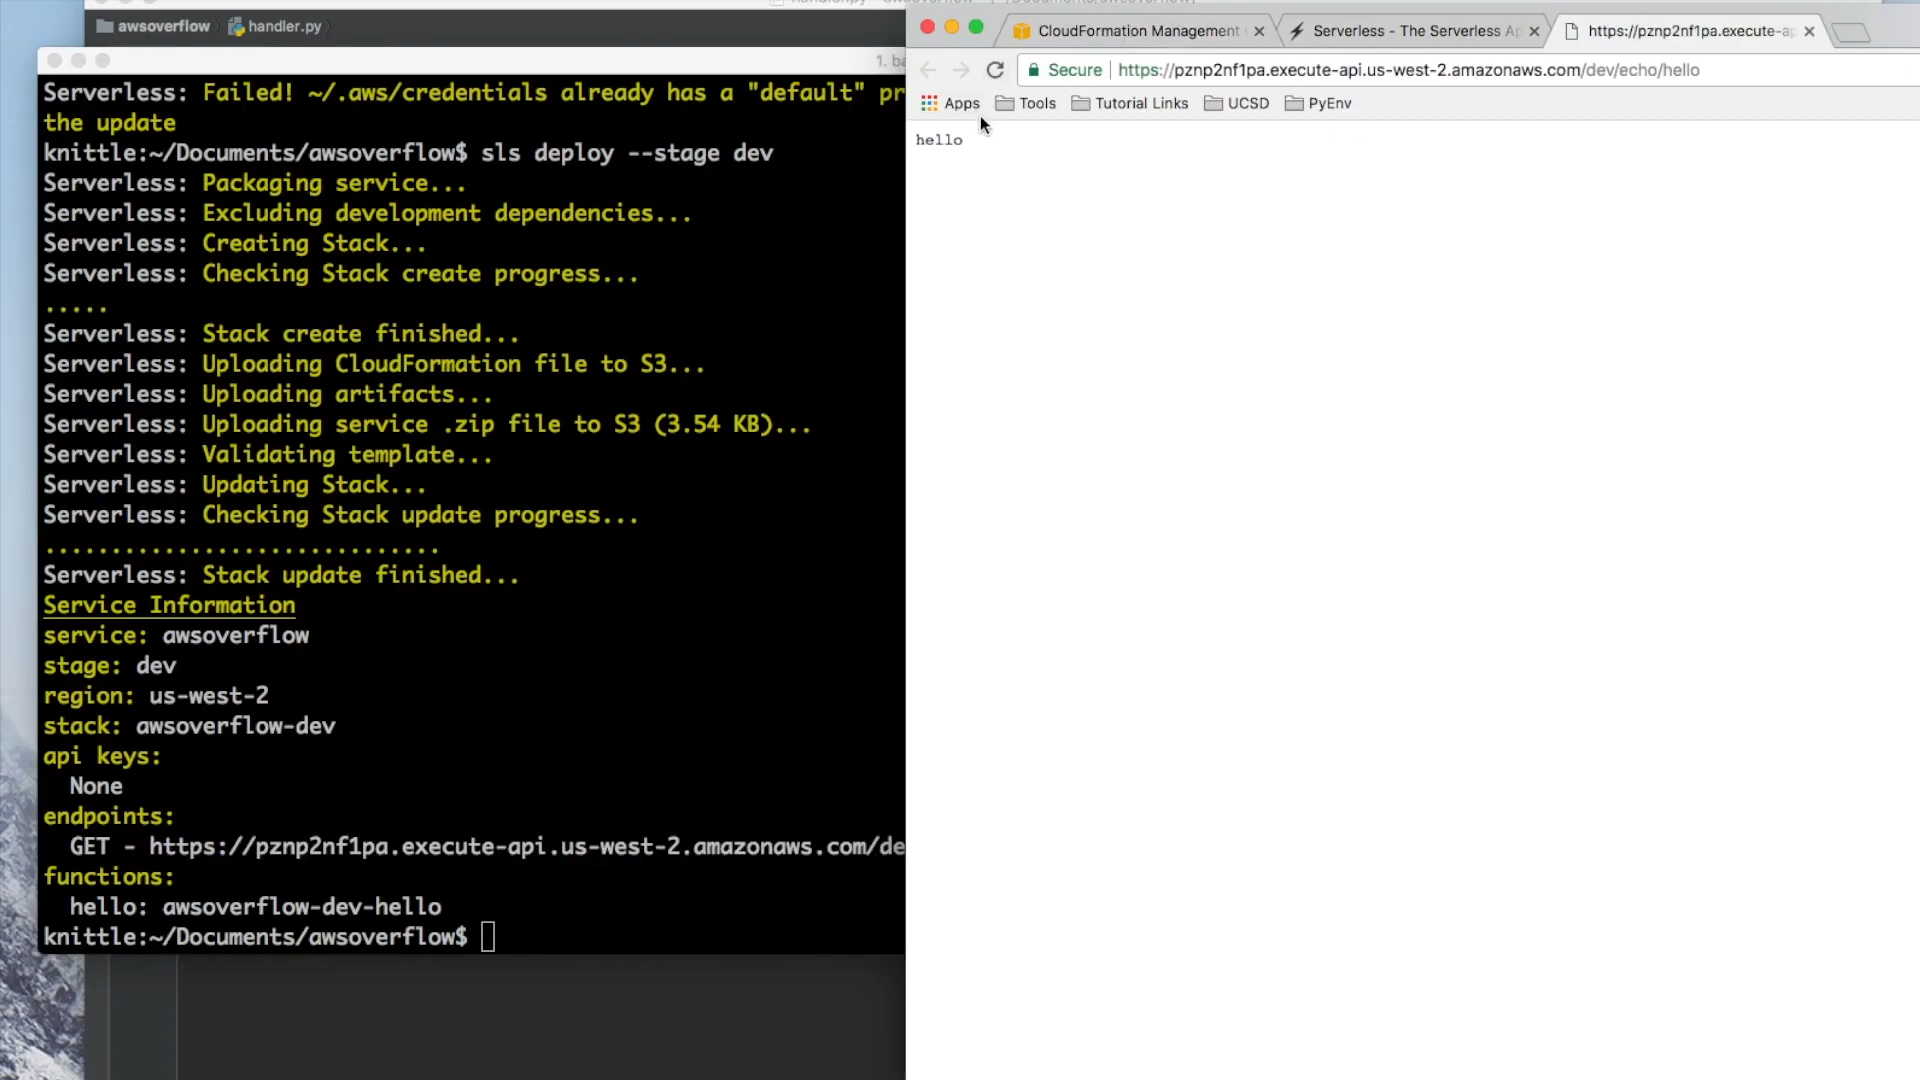 awsoverflow
handler.py
Serverless: Failed! ~/.aws/credentials already has a "default" pr
the update
knittle:~/Documents/awsoverflow$ sls deploy --stage dev
Serverless: Packaging service...
Serverless: Excluding development dependencies...
Serverless: Creating Stack...
Serverless: Checking Stack create progress...
.....
Serverless: Stack create finished...
Serverless: Uploading CloudFormation file to S3...
Serverless: Uploading artifacts...
Serverless: Uploading service .zip file to S3 (3.54 KB)...
Serverless: Validating template...
Serverless: Updating Stack...
Serverless: Checking Stack update progress...
..............................
Serverless: Stack update finished...
Service Information
service: awsoverflow
stage: dev
region: us-west-2
stack: awsoverflow-dev
api keys:
None
endpoints:
GET - https://pznp2nf1pa.execute-api.us-west-2.amazonaws.com/de
functions:
hello: awsoverflow-dev-hello
knittle:~/Documents/awsoverflow$
CloudFormation Management
Serverless - The Serverless Ap
https://pznp2nf1pa.execute-ap
Secure https://pznp2nf1pa.execute-api.us-west-2.amazonaws.com/dev/echo/hello
Apps Tools Tutorial Links UCSD PyEnv
hello